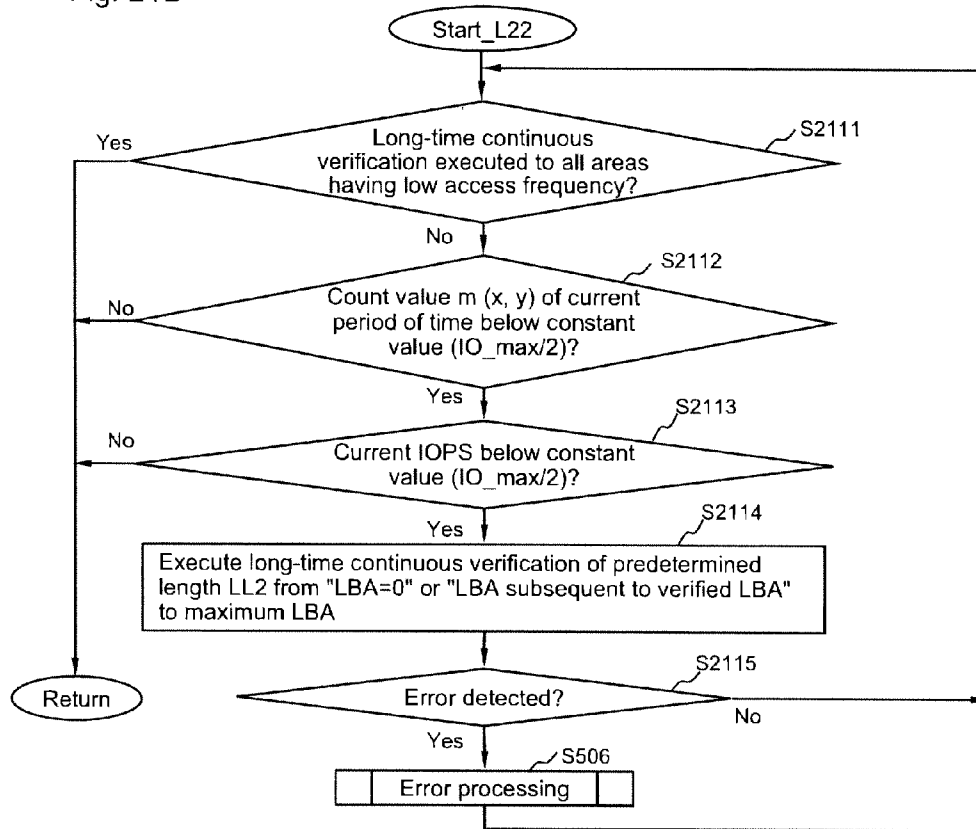 Start_L22
S2111
Yes
Long-time continuous
verification executed to all areas
having low access frequency?
No
S2112
No
Count value m (x, y) of current
period of time below constant
value (IO_max/2)?
Yes
S2113
No
Current IOPS below constant
value (IO_max/2)?
Yes
S2114
Execute long-time continuous verification of predetermined
length LL2 from "LBA=0" or "LBA subsequent to verified LBA"
to maximum LBA
S2115
Return
Error detected?
No
Yes
S506
Error processing